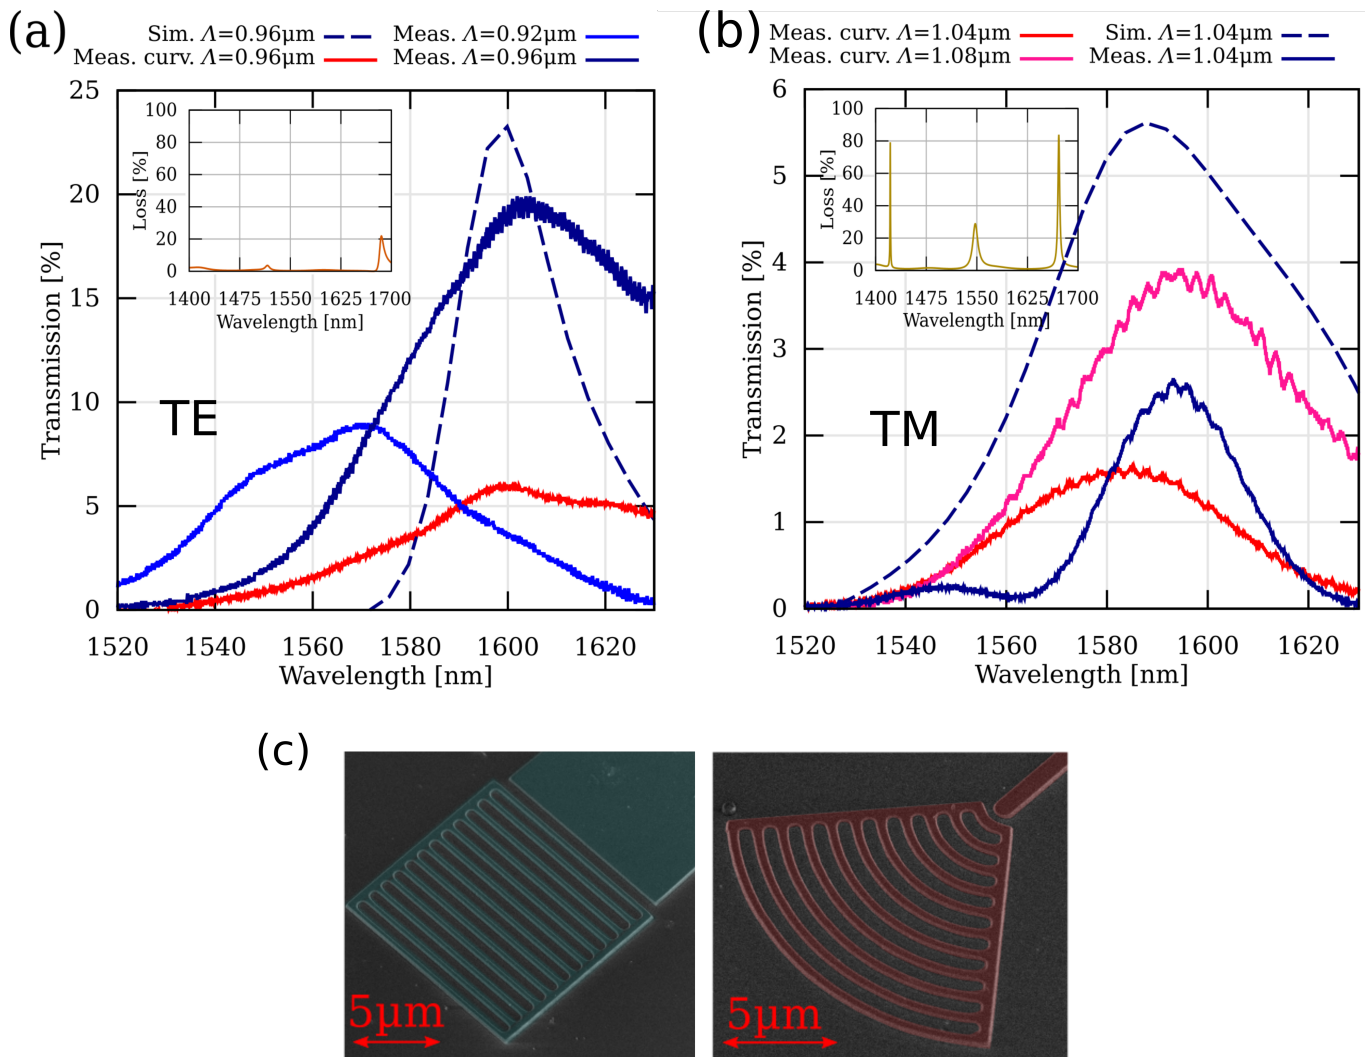 (a)
Sim. Λ=0.96μm
Meas. Λ=0.92μm
Meas. curv. Λ=0.96μm
Meas. Λ=0.96μm
25
20
15
10
5
0
Transmission [%]
1520 1540 1560 1580 1600 1620
Wavelength [nm]
TE
100
80
60
40
20
0
Loss [%]
1400 1475 1550 1625 1700
Wavelength [nm]
(b)
Meas. curv. Λ=1.04μm
Sim. Λ=1.04μm
Meas. curv. Λ=1.08μm
Meas. Λ=1.04μm
6
5
4
3
2
1
0
Transmission [%]
1520 1540 1560 1580 1600 1620
Wavelength [nm]
TM
100
80
60
40
20
0
Loss [%]
1400 1475 1550 1625 1700
Wavelength [nm]
(c)
5μm
5μm